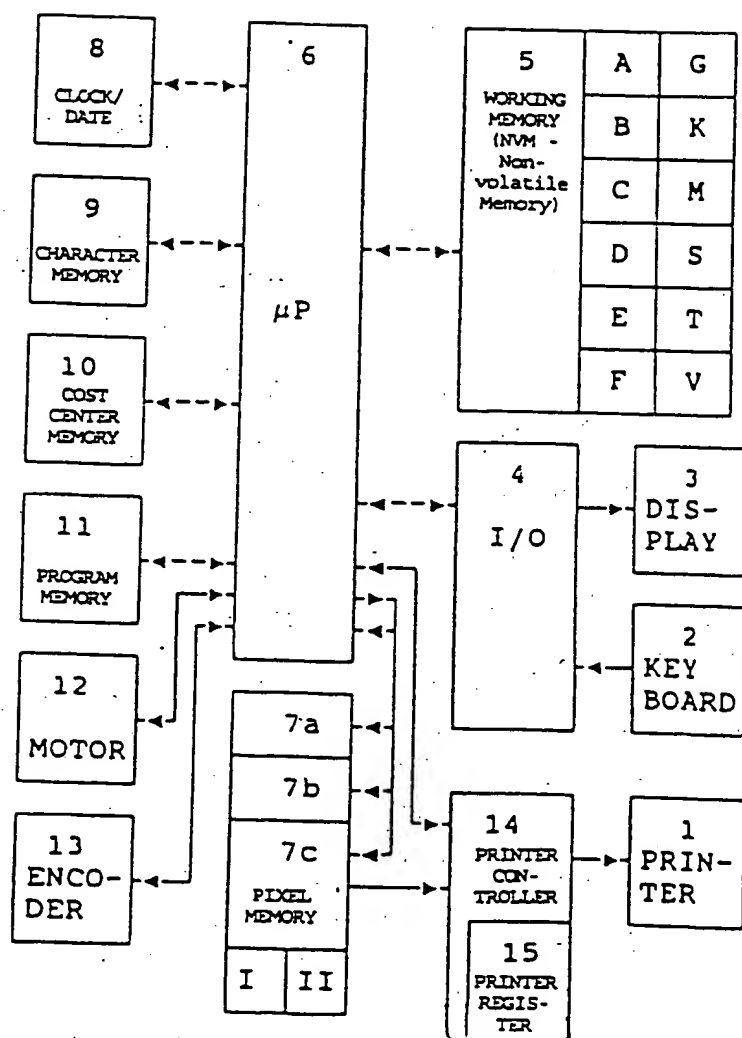 8
CLOCK/
DATE
6
μP
5
WORKING
MEMORY
(NVM -
Non-
volatile
Memory)
A
G
B
K
C
M
D
S
E
T
F
V
9
CHARACTER
MEMORY
10
COST
CENTER
MEMORY
11
PROGRAM
MEMORY
4
I/O
3
DIS-
PLAY
2
KEY
BOARD
12
MOTOR
13
ENCO-
DER
7a
7b
7c
PIXEL
MEMORY
I
II
14
PRINTER
CON-
TROLLER
15
PRINTER
REGIS-
TER
1
PRIN-
TER